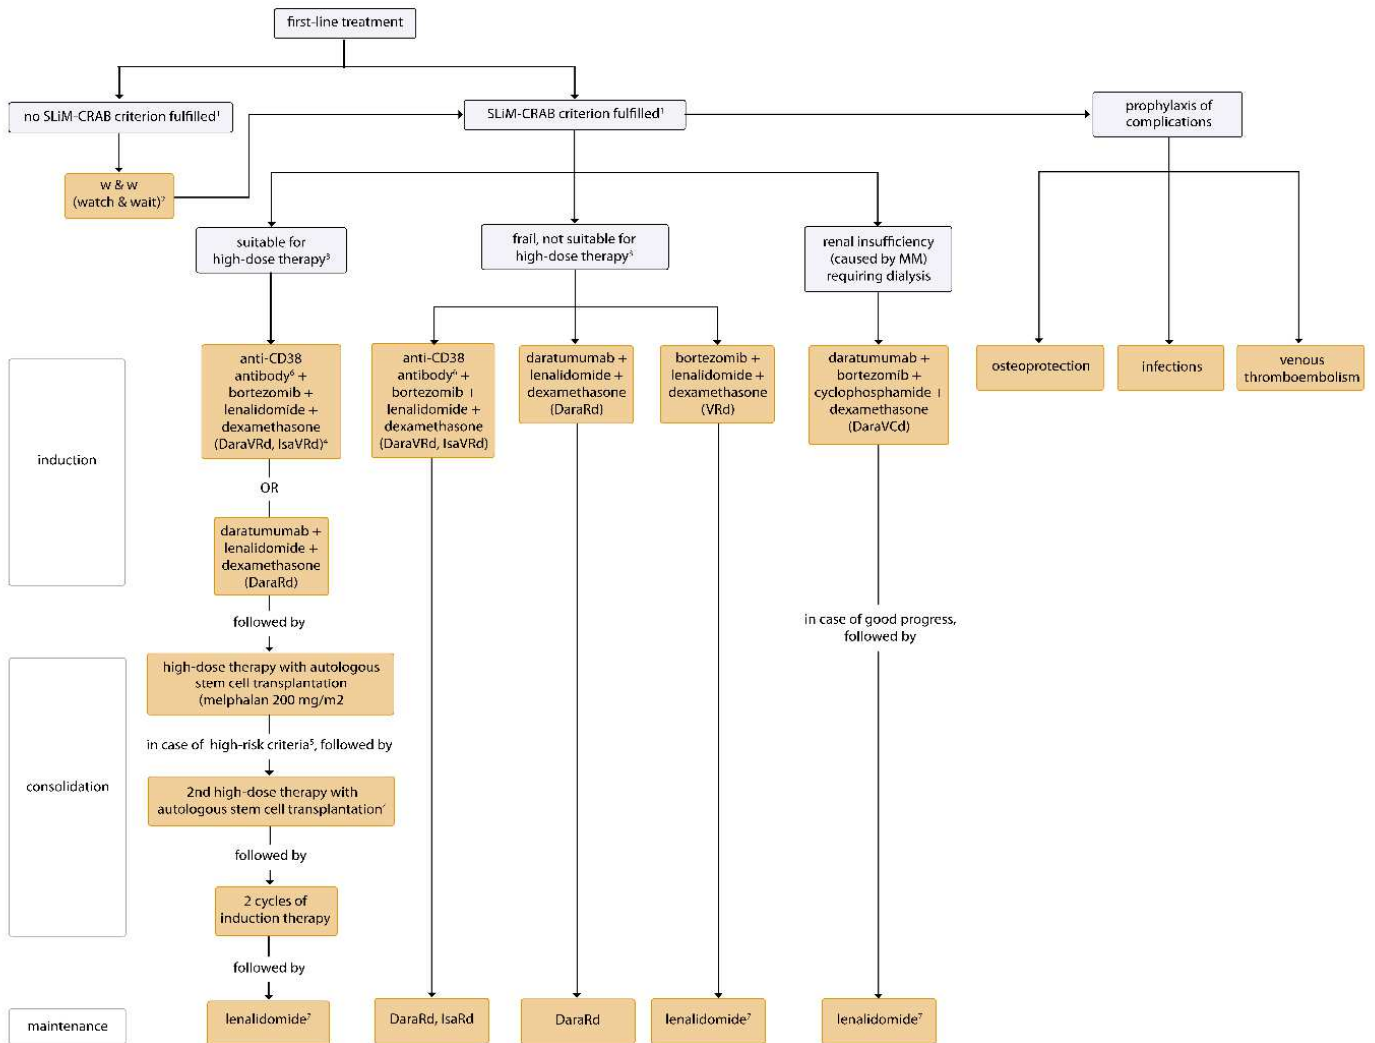 first-line treatment
no SLiM-CRAB criterion fulfilled¹
SLiM-CRAB criterion fulfilled¹
prophylaxis of
complications
w & w
(watch & wait)²
suitable for
high-dose therapy³
frail, not suitable for
high-dose therapy³
renal insufficiency
(caused by MM)
requiring dialysis
induction
anti-CD38
antibody⁶ +
bortezomib +
lenalidomide +
dexamethasone
(DaraVRd, IsaVRd)⁴
OR
daratumumab +
lenalidomide +
dexamethasone
(DaraRd)
anti-CD38
antibody⁶ +
bortezomib +
lenalidomide +
dexamethasone
(DaraVRd, IsaVRd)
daratumumab +
lenalidomide +
dexamethasone
(DaraRd)
bortezomib +
lenalidomide +
dexamethasone
(VRd)
daratumumab +
bortezomib +
cyclophosphamide +
dexamethasone
(DaraVCd)
osteoprotection
infections
venous
thromboembolism
followed by
in case of good progress,
followed by
consolidation
high-dose therapy with autologous
stem cell transplantation
(melphalan 200 mg/m2
in case of high-risk criteria⁵, followed by
2nd high-dose therapy with
autologous stem cell transplantation
followed by
2 cycles of
induction therapy
followed by
maintenance
lenalidomide⁷
DaraRd, IsaRd
DaraRd
lenalidomide⁷
lenalidomide⁷